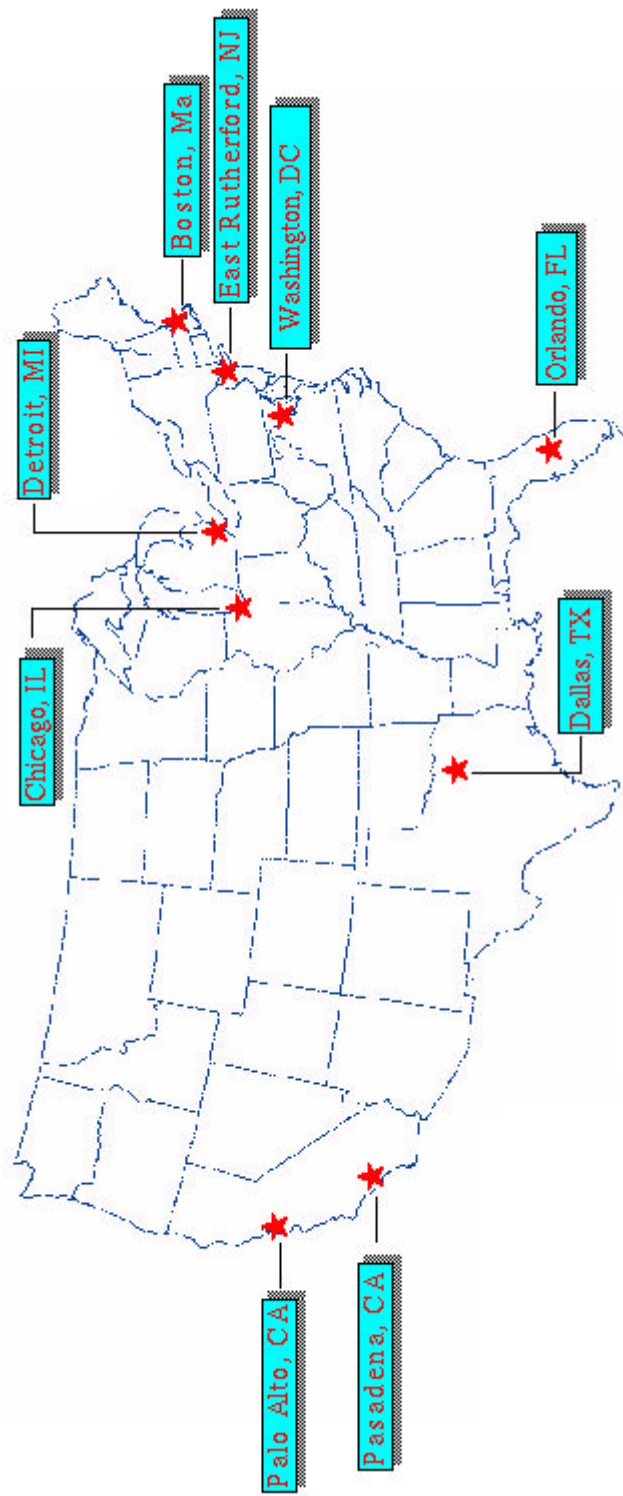 Chicago, IL
Detroit, MI
Boston, Ma
East Rutherford, NJ
Palo Alto, CA
Washington, DC
Pasadena, CA
Dallas, TX
Orlando, FL